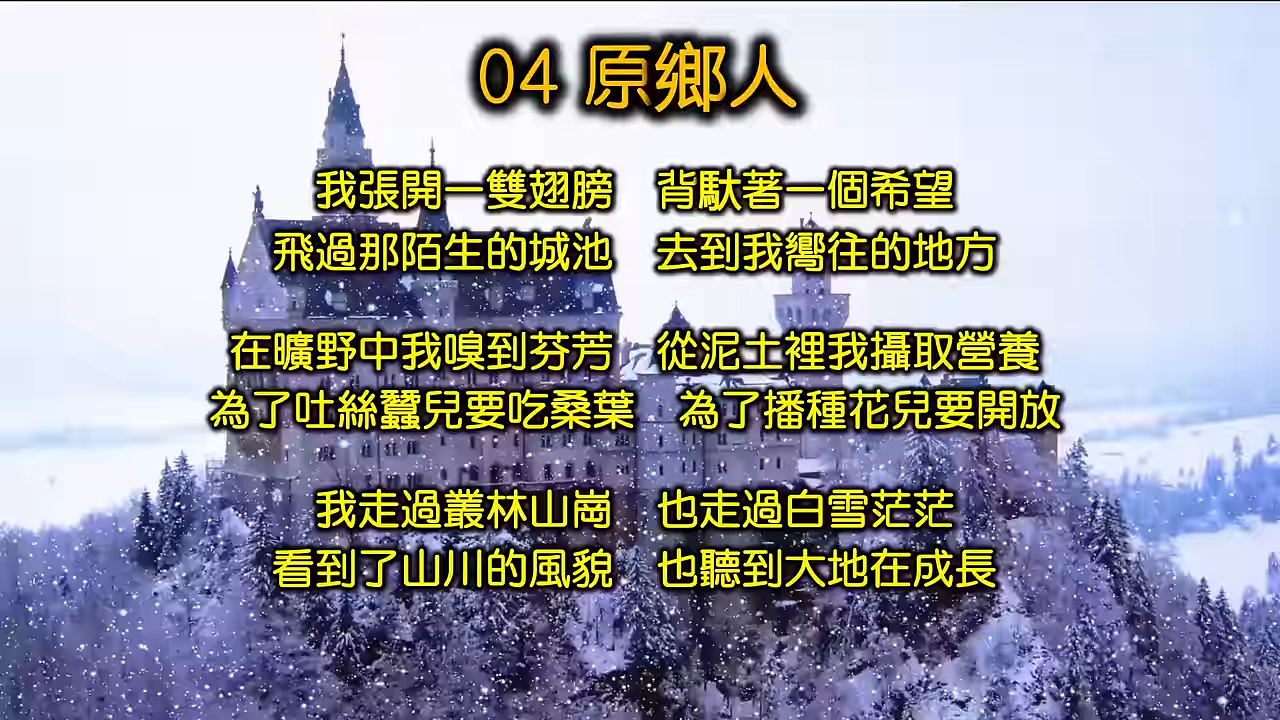 04 原鄉人
我張開一雙翅膀 背馱著一個希望
飛過那陌生的城池 去到我嚮往的地方
在曠野中我嗅到芬芳 從泥土裡我攝取營養
為了吐絲蠶兒要吃桑葉 為了播種花兒要開放
我走過叢林山崗 也走過白雪茫茫
看到了山川的風貌 也聽到大地在成長